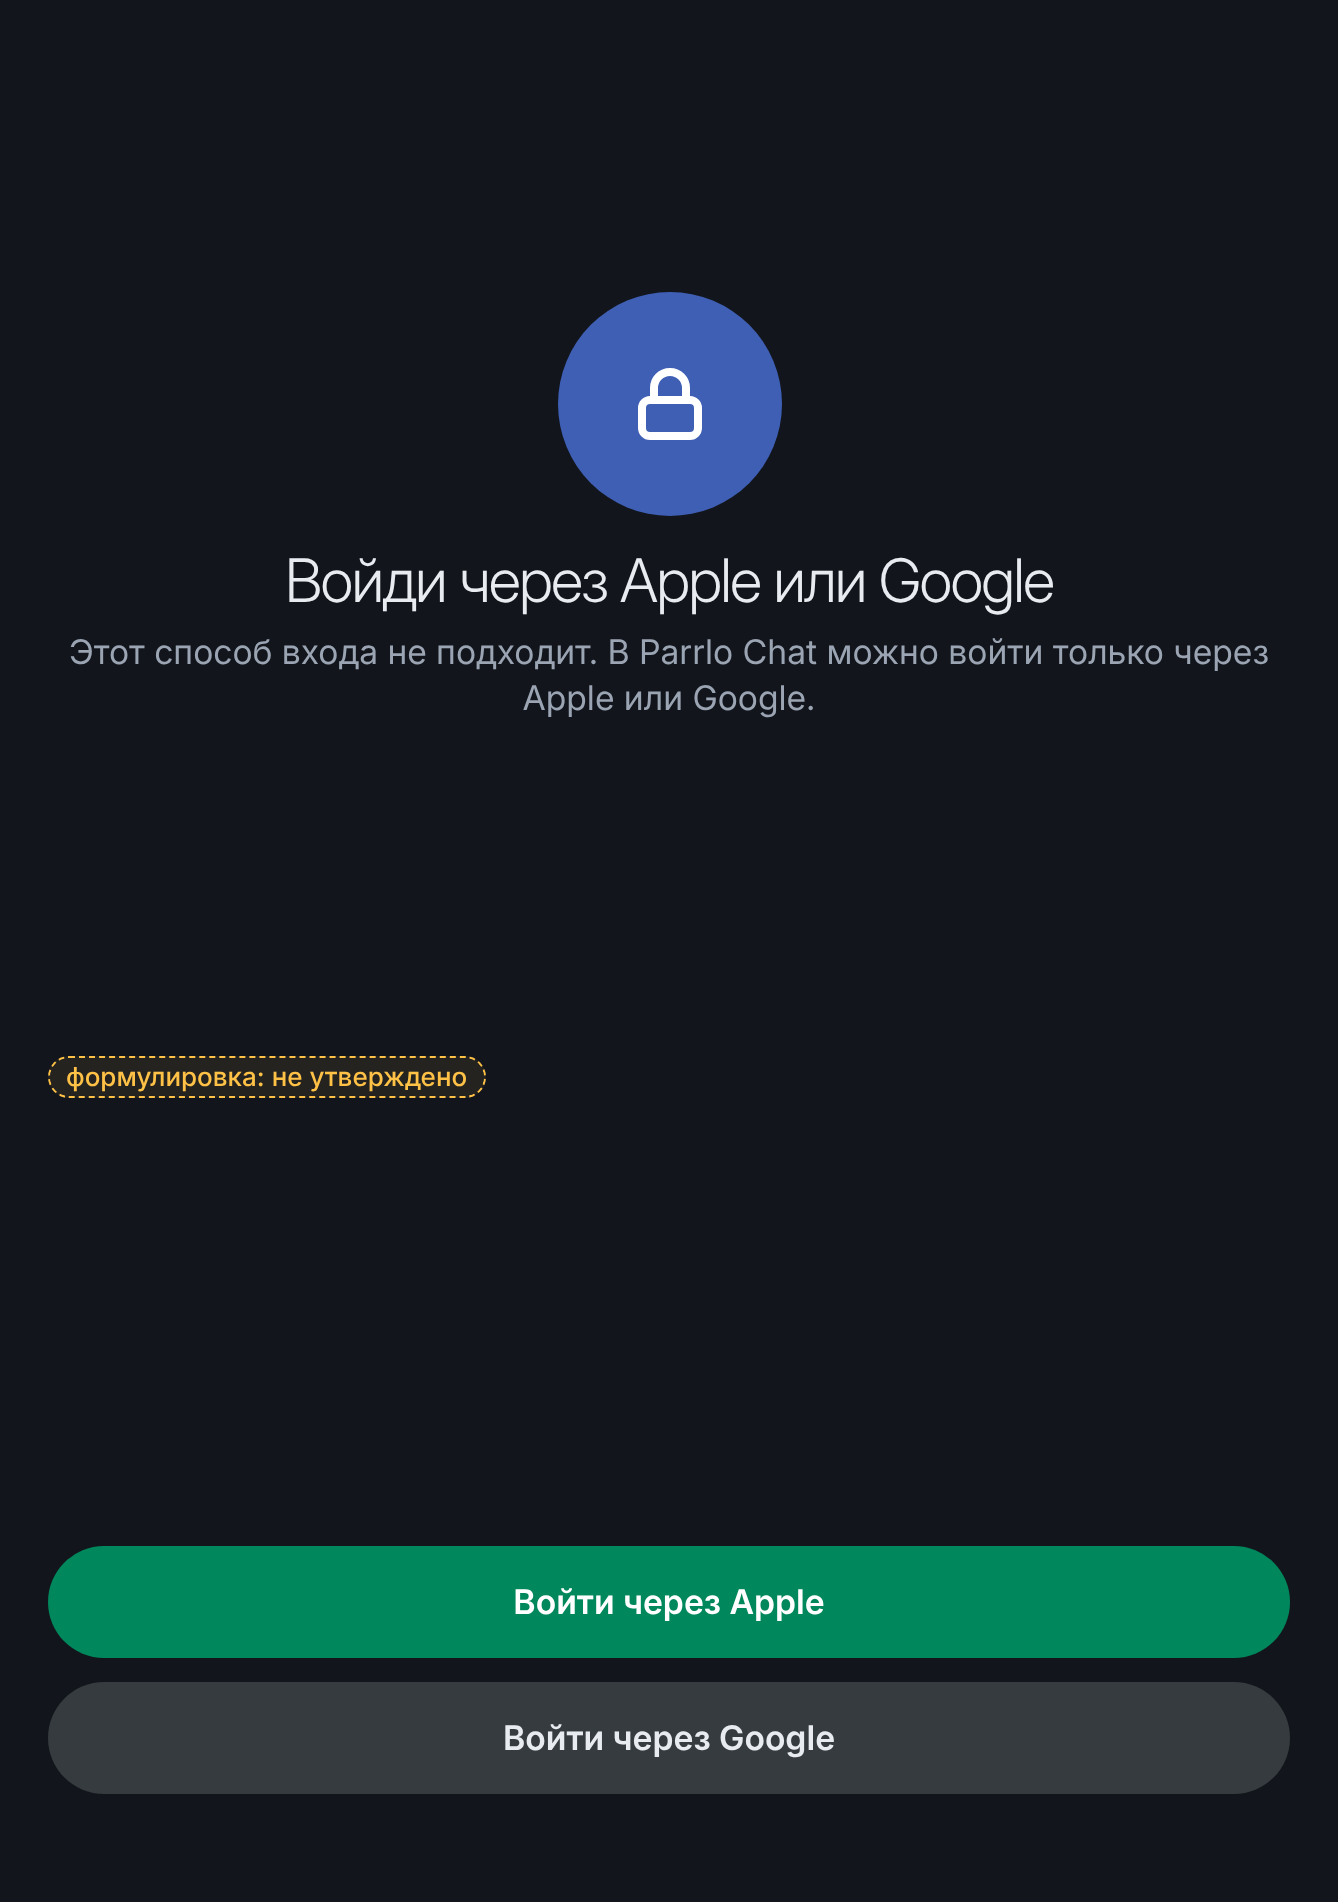 Войди через Apple или Google
Этот способ входа не подходит. В Parrlo Chat можно войти только через
Apple или Google.
формулировка: не утверждено
Войти через Apple
Войти через Google